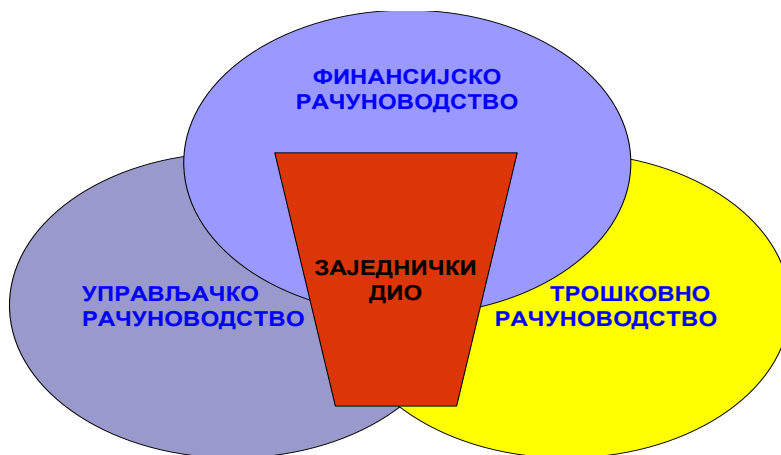 ФИНАНСИЈСКО
РАЧУНОВОДСТВО
ЗАЈЕДНИЧКИ
ДИО
УПРАВЉАЧКО
РАЧУНОВОДСТВО
ТРОШКОВНО
РАЧУНОВОДСТВО